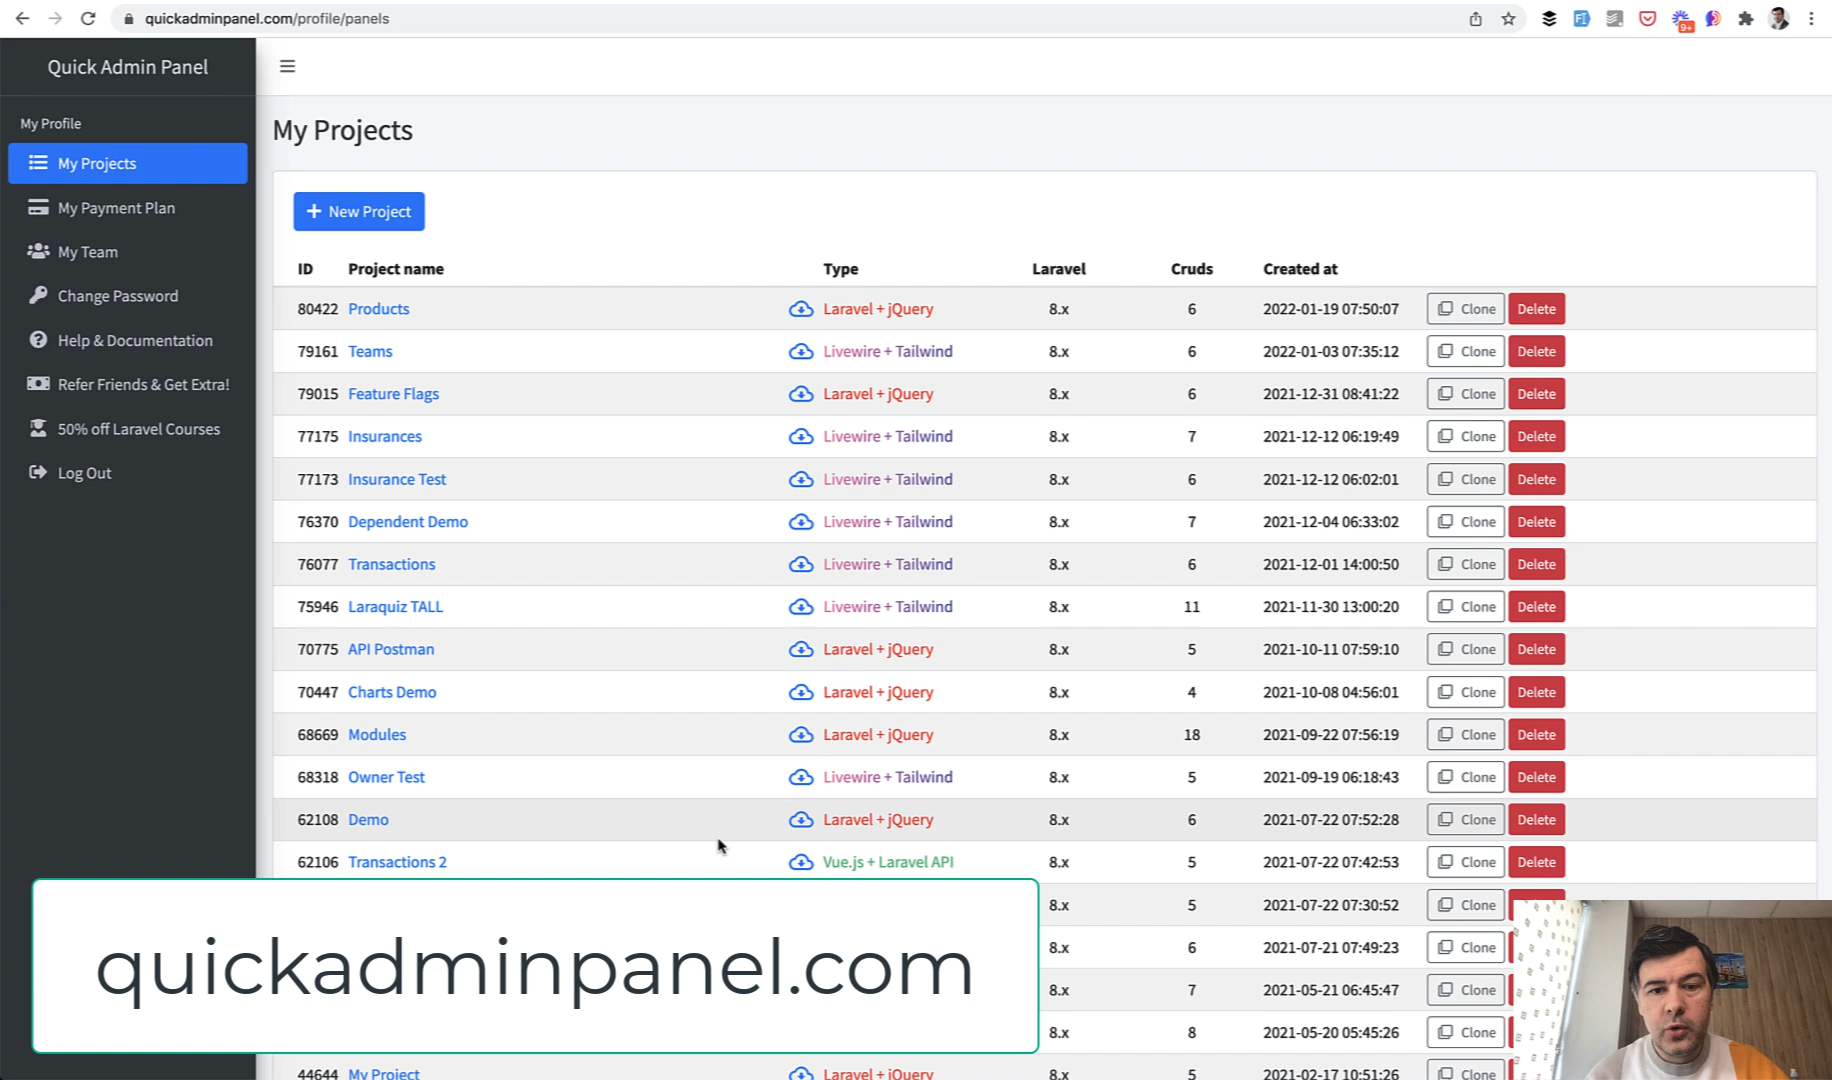 quickadminpanel.com/profile/panels
9+
Quick Admin Panel
My Profile
My Projects
My Payment Plan
My Team
Change Password
Help & Documentation
Refer Friends & Get Extra!
50% off Laravel Courses
Log Out
My Projects
+ New Project
ID Project name Type Laravel Cruds Created at
80422 Products Laravel + jQuery 8.x 6 2022-01-19 07:50:07 Clone Delete
79161 Teams Livewire + Tailwind 8.x 6 2022-01-03 07:35:12 Clone Delete
79015 Feature Flags Laravel + jQuery 8.x 6 2021-12-31 08:41:22 Clone Delete
77175 Insurances Livewire + Tailwind 8.x 7 2021-12-12 06:19:49 Clone Delete
77173 Insurance Test Livewire + Tailwind 8.x 6 2021-12-12 06:02:01 Clone Delete
76370 Dependent Demo Livewire + Tailwind 8.x 7 2021-12-04 06:33:02 Clone Delete
76077 Transactions Livewire + Tailwind 8.x 6 2021-12-01 14:00:50 Clone Delete
75946 Laraquiz TALL Livewire + Tailwind 8.x 11 2021-11-30 13:00:20 Clone Delete
70775 API Postman Laravel + jQuery 8.x 5 2021-10-11 07:59:10 Clone Delete
70447 Charts Demo Laravel + jQuery 8.x 4 2021-10-08 04:56:01 Clone Delete
68669 Modules Laravel + jQuery 8.x 18 2021-09-22 07:56:19 Clone Delete
68318 Owner Test Livewire + Tailwind 8.x 5 2021-09-19 06:18:43 Clone Delete
62108 Demo Laravel + jQuery 8.x 6 2021-07-22 07:52:28 Clone Delete
62106 Transactions 2 Vue.js + Laravel API 8.x 5 2021-07-22 07:42:53 Clone Delete
8.x 5 2021-07-22 07:30:52 Clone
8.x 6 2021-07-21 07:49:23 Clone
8.x 7 2021-05-21 06:45:47 Clone
8.x 8 2021-05-20 05:45:26 Clone
44644 My Project Laravel + jQuery 8.x 5 2021-02-17 10:51:26 Clone
quickadminpanel.com